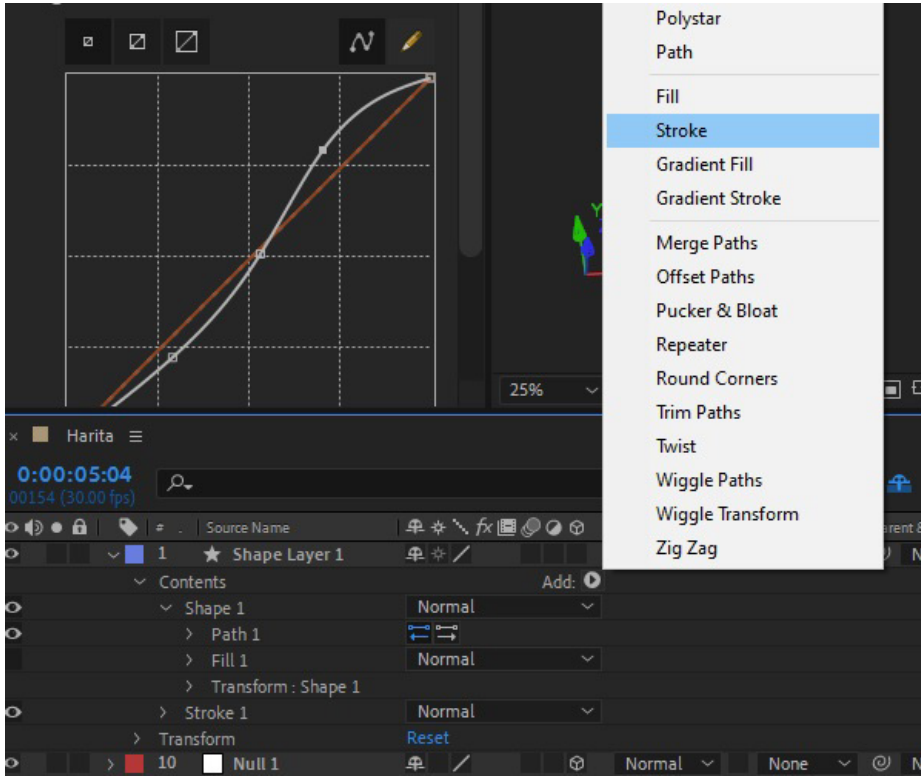 Polystar
Path
Fill
Stroke
Gradient Fill
Gradient Stroke
Merge Paths
Offset Paths
Pucker & Bloat
Repeater
Round Corners
Trim Paths
Twist
Wiggle Paths
Wiggle Transform
Zig Zag
Y
25%
× Harita
0:00:05:04
00154 (30.00 fps)
Source Name fx
1 Shape Layer 1
Contents Add:
Shape 1 Normal
Path 1
Fill 1 Normal
Transform : Shape 1
Stroke 1 Normal
Transform Reset
10 Null 1 Normal None